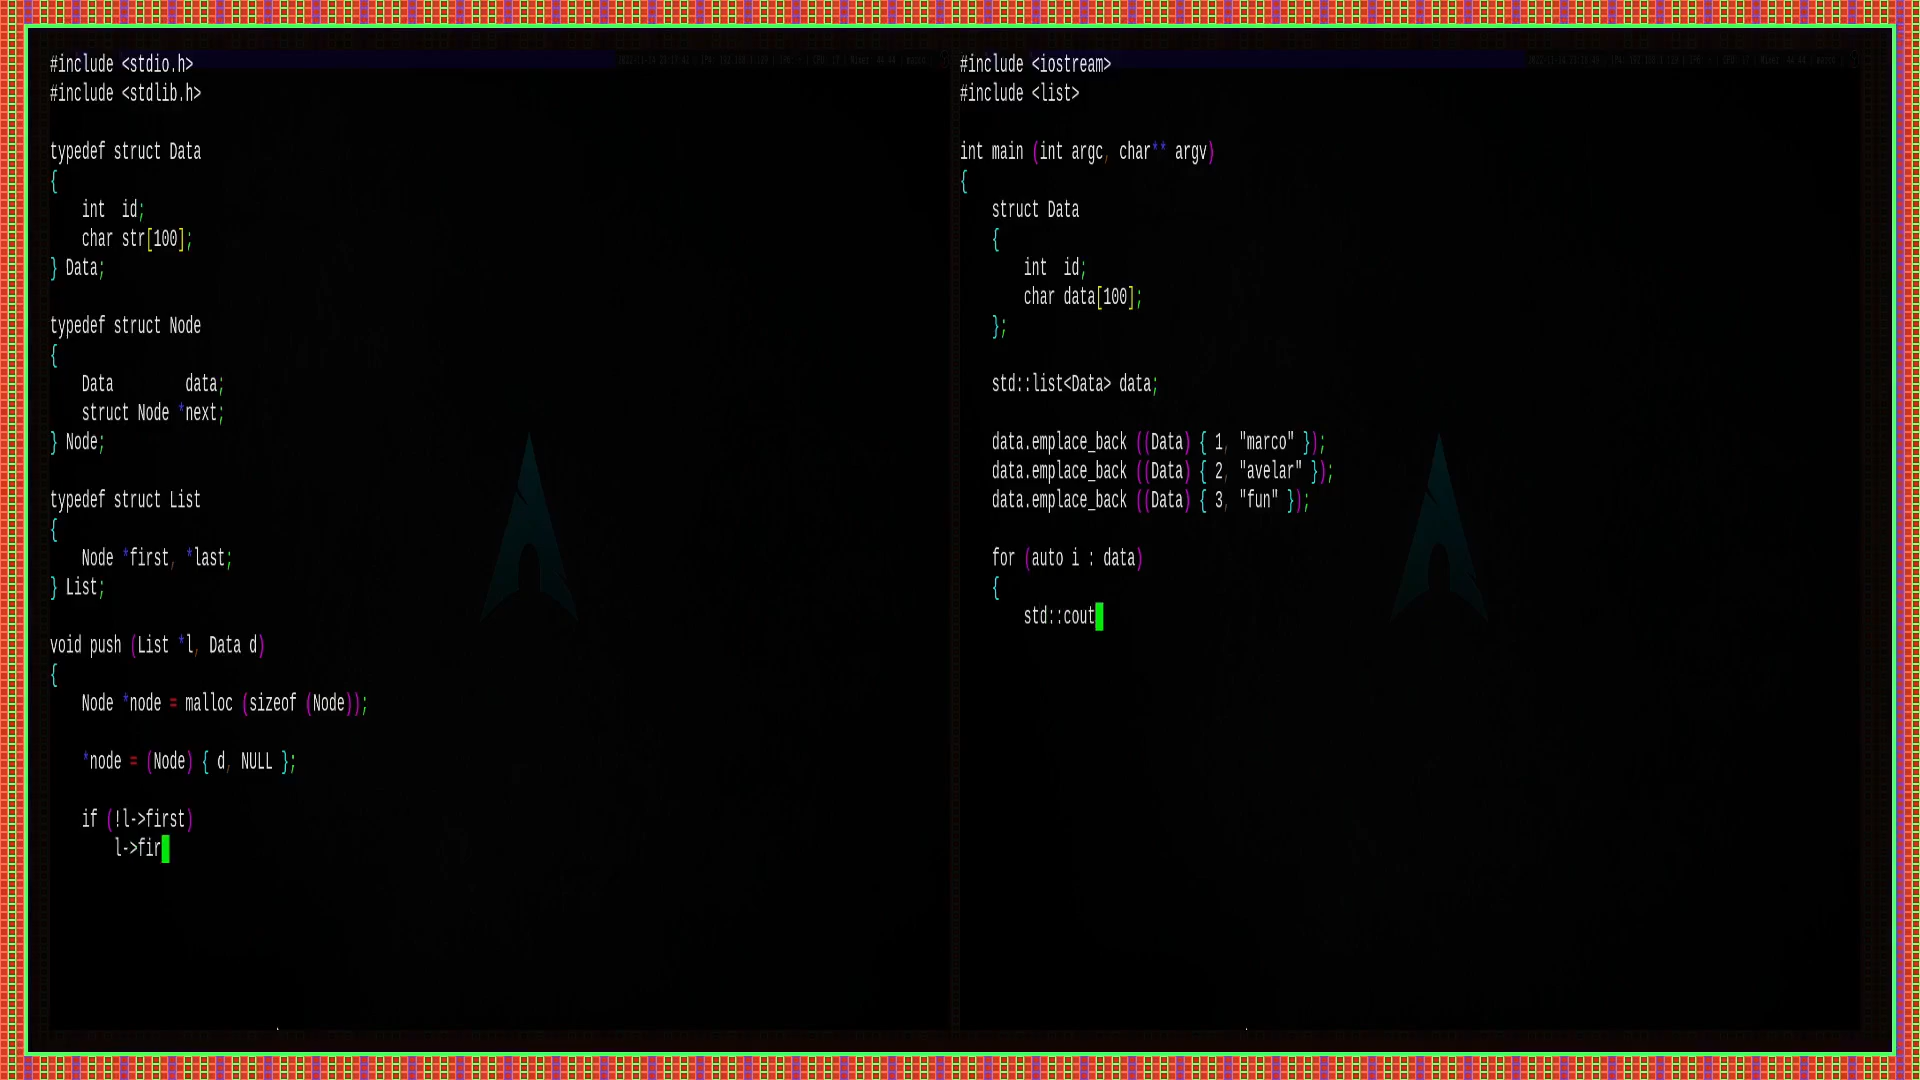 #include <stdio.h>
#include <stdlib.h>
typedef struct Data
{
    int  id;
    char str[100];
} Data;
typedef struct Node
{
    Data         data;
    struct Node *next;
} Node;
typedef struct List
{
    Node *first, *last;
} List;
void push (List *l, Data d)
{
    Node *node = malloc (sizeof (Node));
    *node = (Node) { d, NULL };
    if (!l->first)
        l->fir
#include <iostream>
#include <list>
int main (int argc, char** argv)
{
    struct Data
    {
        int  id;
        char data[100];
    };
    std::list<Data> data;
    data.emplace_back ((Data) { 1, "marco" });
    data.emplace_back ((Data) { 2, "avelar" });
    data.emplace_back ((Data) { 3, "fun" });
    for (auto i : data)
    {
        std::cout